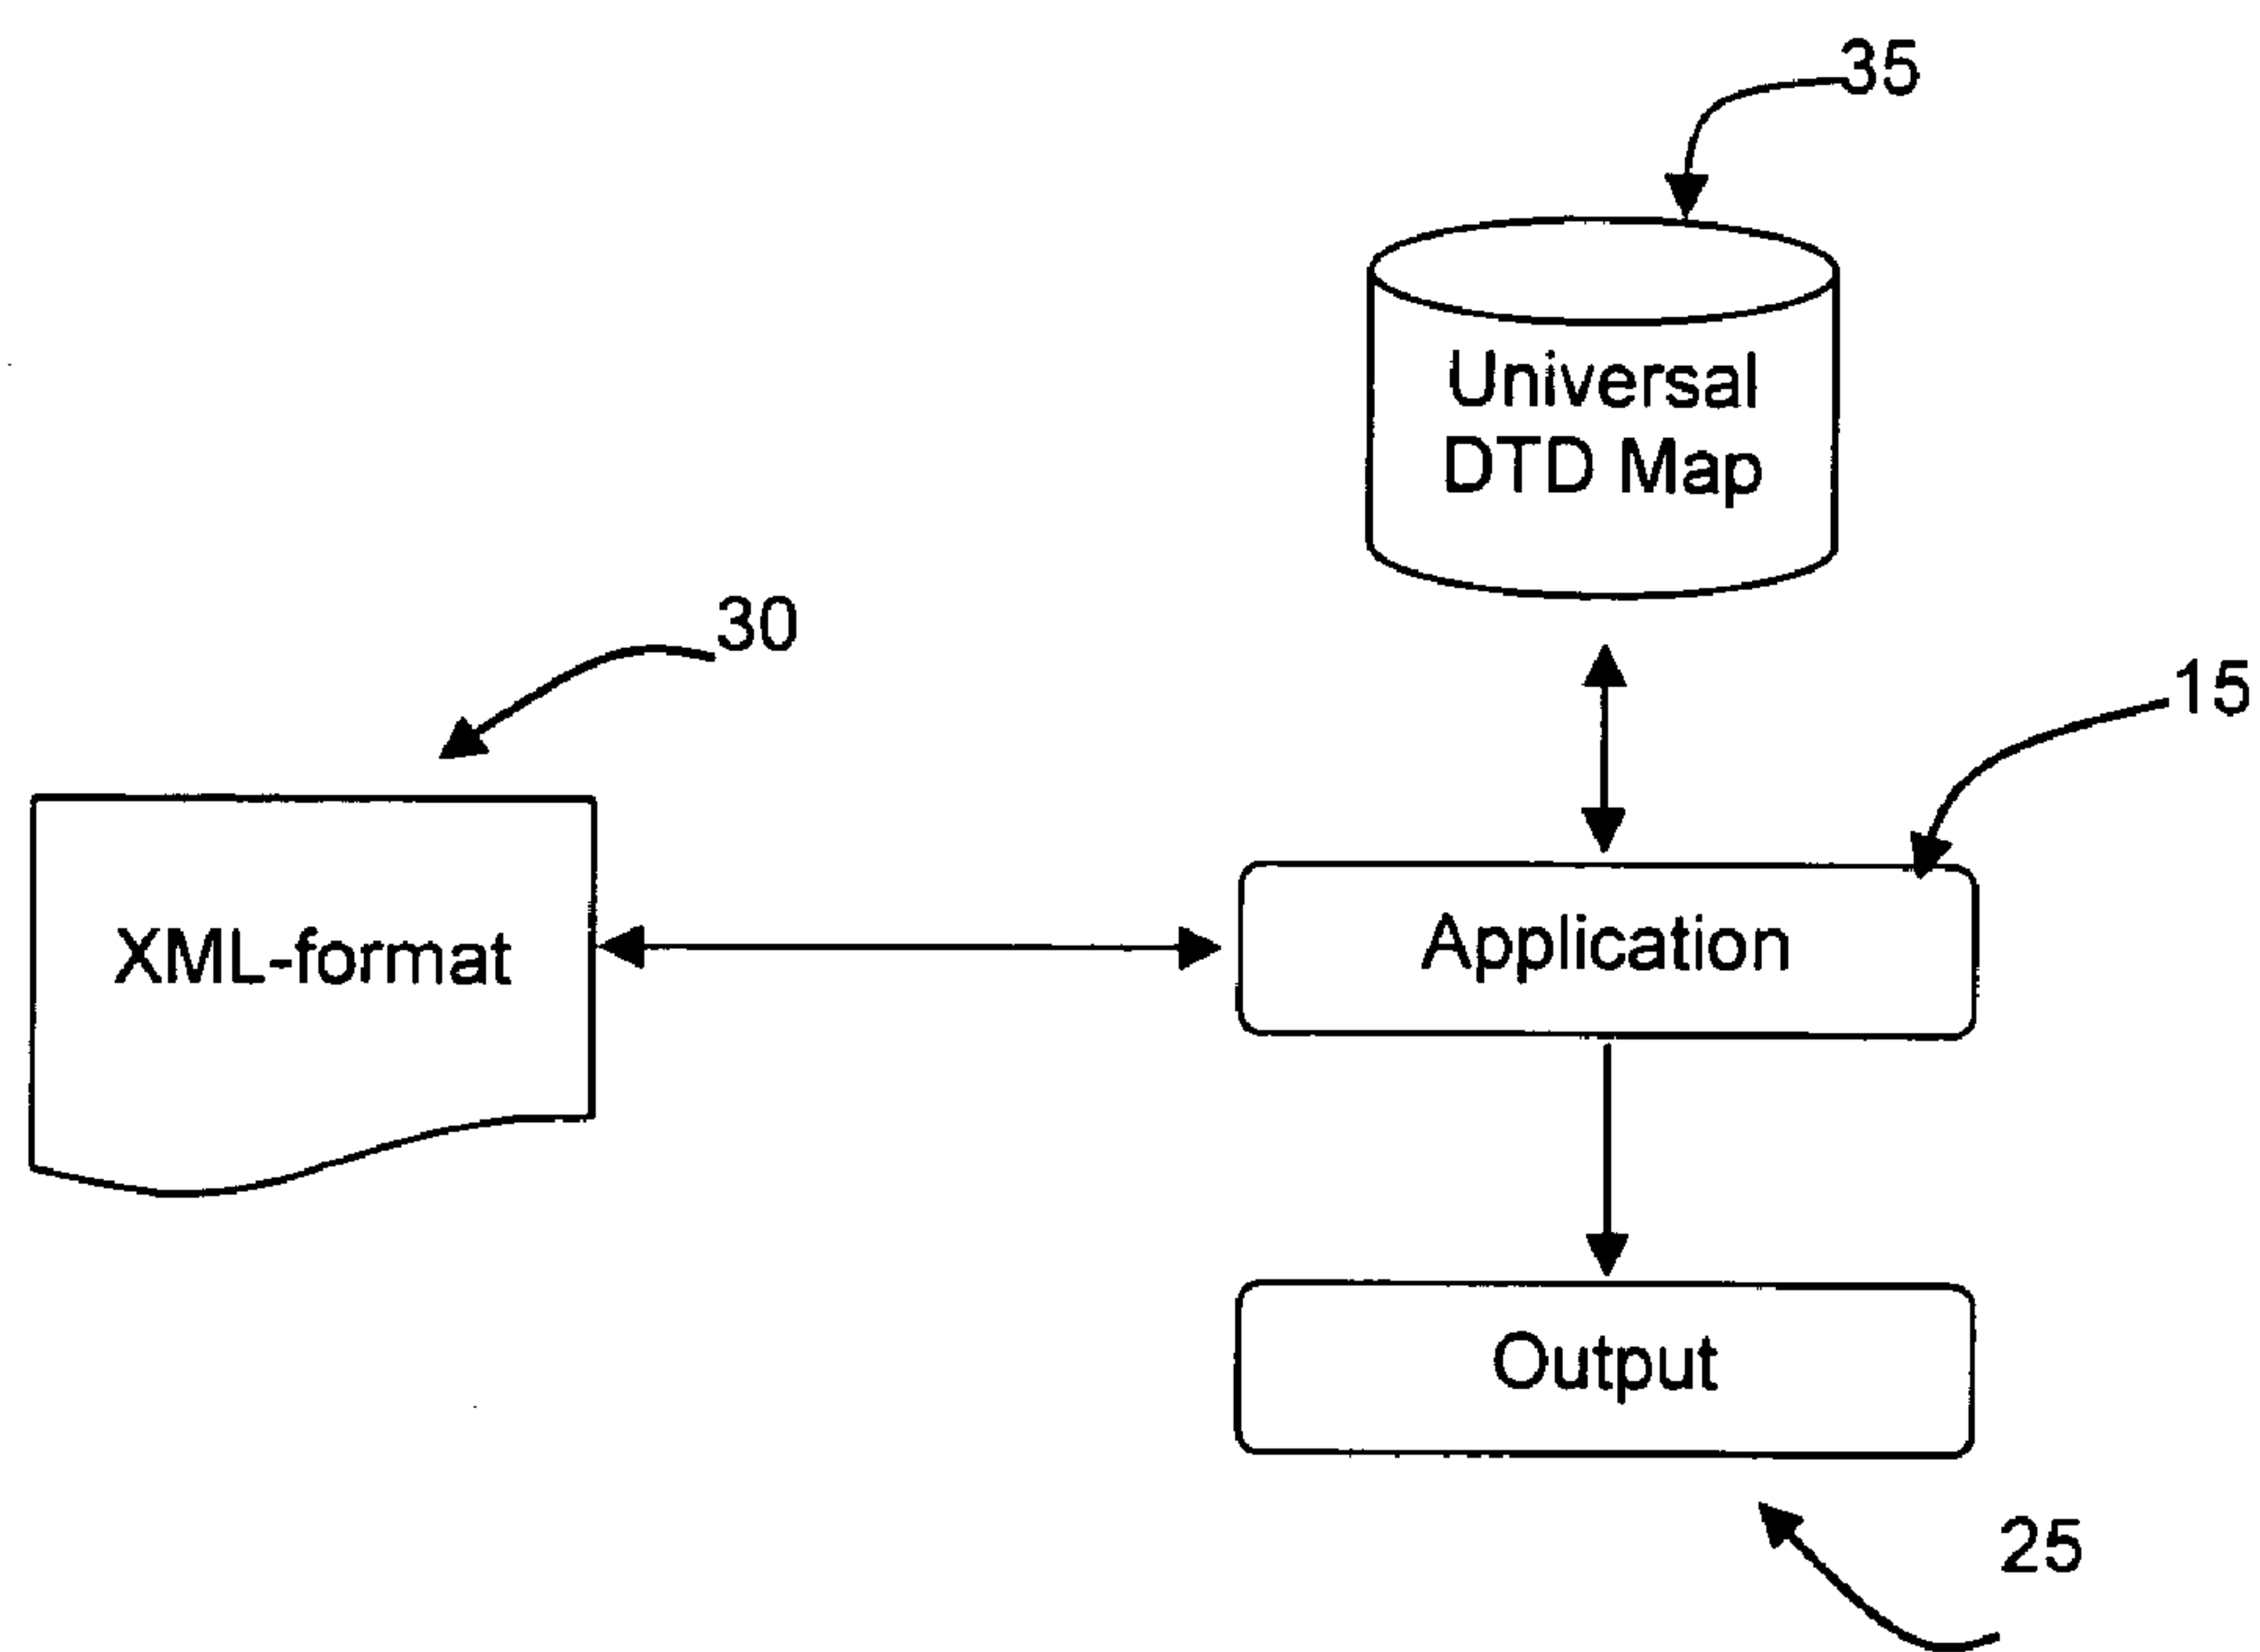 35
Universal
DTD Map
30
15
XML-format
Application
Output
25